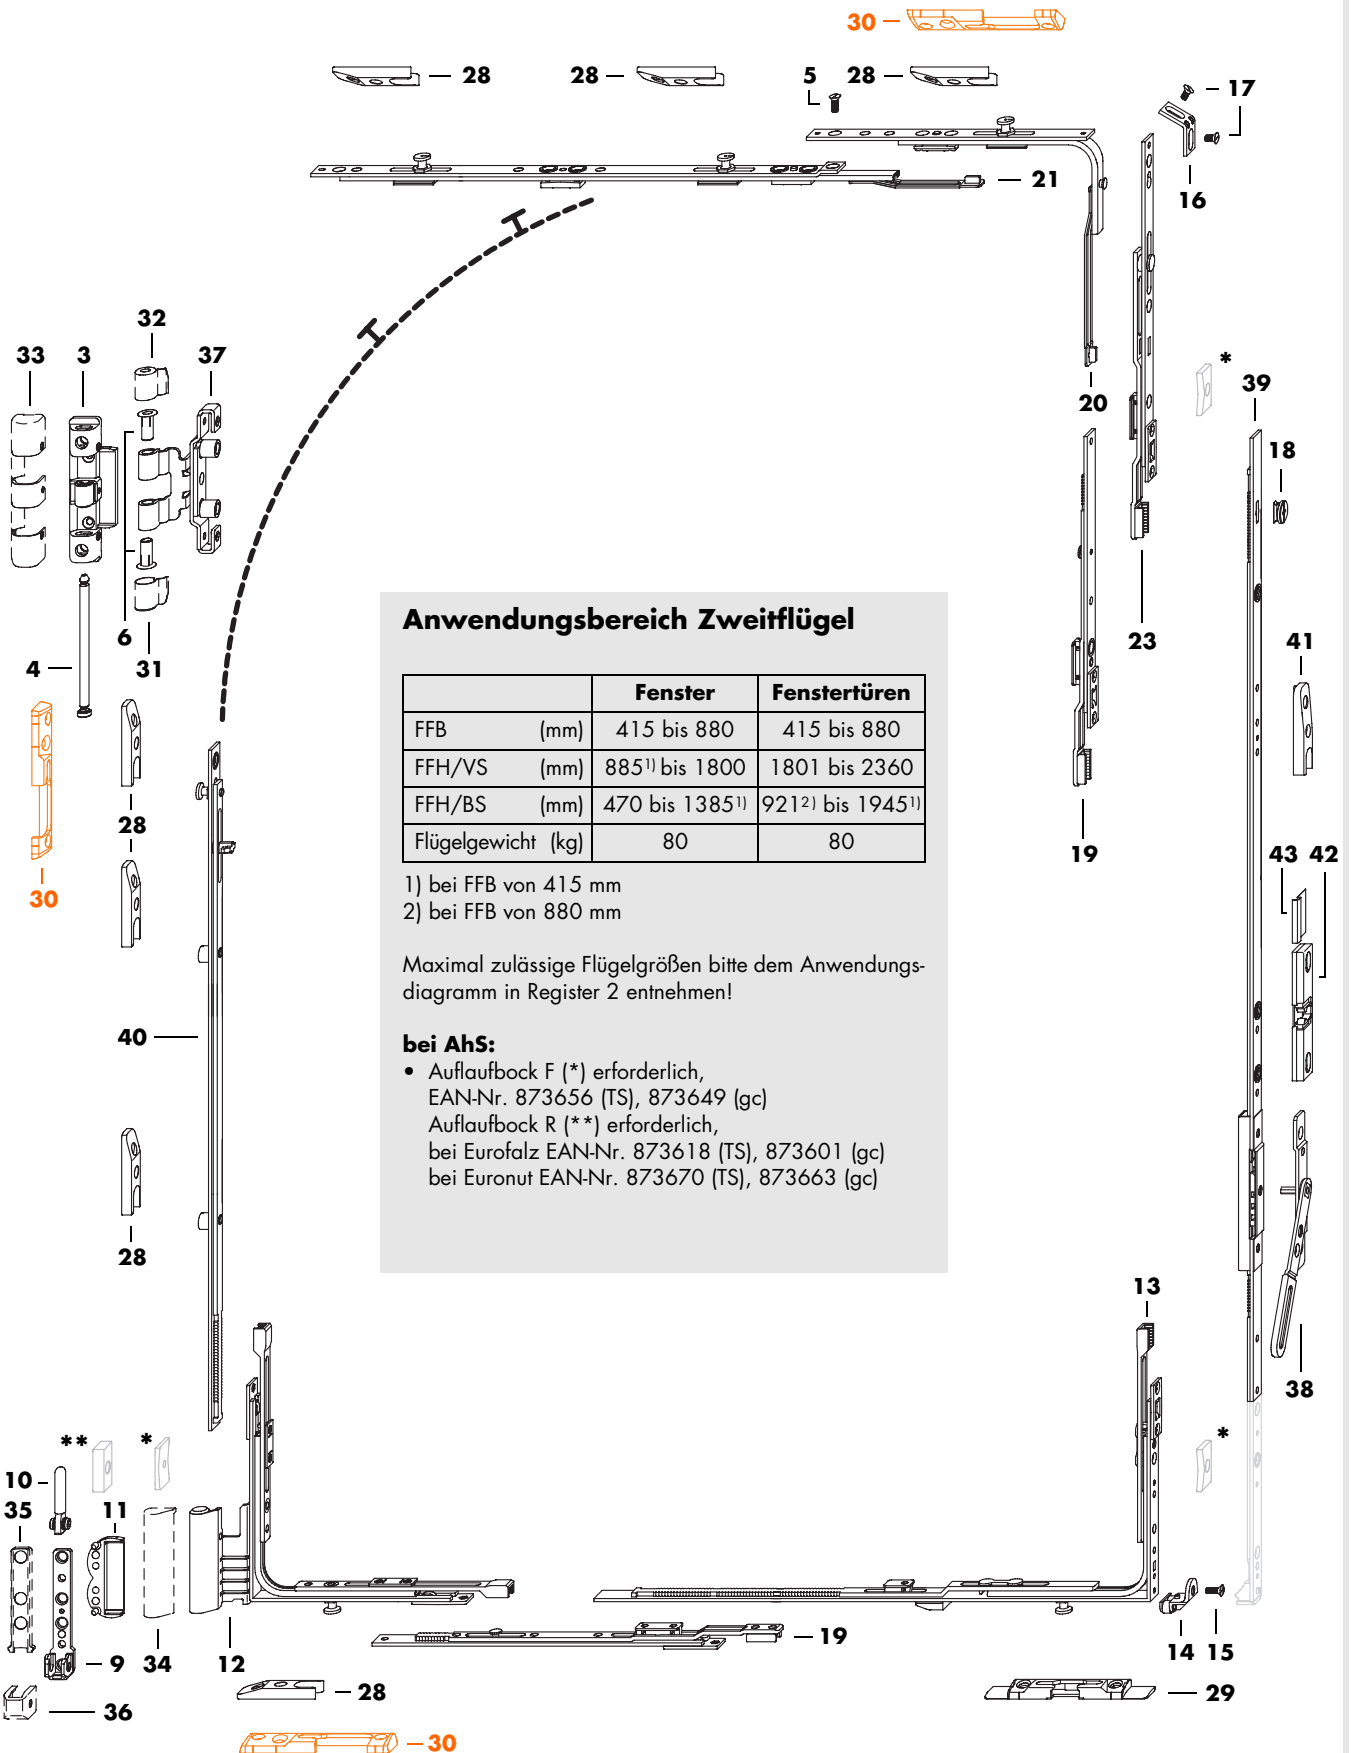 30
28
28
5
28
17
21
16
32
33
3
37
*
39
20
18
6
4
31
23
41
Anwendungsbereich Zweitflügel
Fenster Fenstertüren
FFB (mm) 415 bis 880 415 bis 880
FFH/VS (mm) 885¹⁾ bis 1800 1801 bis 2360
FFH/BS (mm) 470 bis 1385¹⁾ 921²⁾ bis 1945¹⁾
Flügelgewicht (kg) 80 80
1) bei FFB von 415 mm
2) bei FFB von 880 mm
Maximal zulässige Flügelgrößen bitte dem Anwendungs-
diagramm in Register 2 entnehmen!
bei AhS:
• Auflaufbock F (*) erforderlich,
EAN-Nr. 873656 (TS), 873649 (gc)
Auflaufbock R (**) erforderlich,
bei Eurofalz EAN-Nr. 873618 (TS), 873601 (gc)
bei Euronut EAN-Nr. 873670 (TS), 873663 (gc)
28
19
43 42
30
40
28
13
38
**
*
*
10
35
11
19
14 15
9
34
12
28
29
36
30